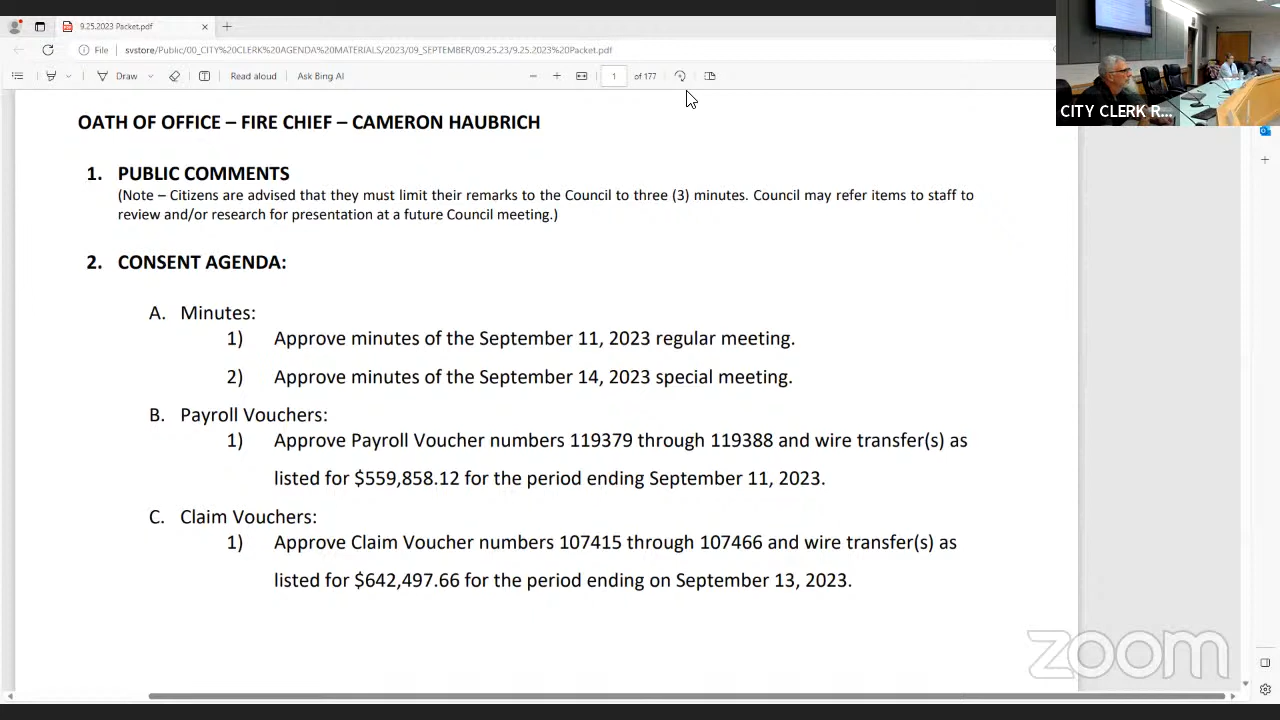 9.25.2023 Packet.pdf
File svstore/Public/00_CITY%20CLERK%20AGENDA%20MATERIALS/2023/09_SEPTEMBER/09.25.23/9.25.2023%20Packet.pdf
Draw Read aloud Ask Bing AI 1 of 177
CITY CLERK R...
OATH OF OFFICE – FIRE CHIEF – CAMERON HAUBRICH
1. PUBLIC COMMENTS
(Note – Citizens are advised that they must limit their remarks to the Council to three (3) minutes. Council may refer items to staff to
review and/or research for presentation at a future Council meeting.)
2. CONSENT AGENDA:
A. Minutes:
1) Approve minutes of the September 11, 2023 regular meeting.
2) Approve minutes of the September 14, 2023 special meeting.
B. Payroll Vouchers:
1) Approve Payroll Voucher numbers 119379 through 119388 and wire transfer(s) as
listed for $559,858.12 for the period ending September 11, 2023.
C. Claim Vouchers:
1) Approve Claim Voucher numbers 107415 through 107466 and wire transfer(s) as
listed for $642,497.66 for the period ending on September 13, 2023.
zoom